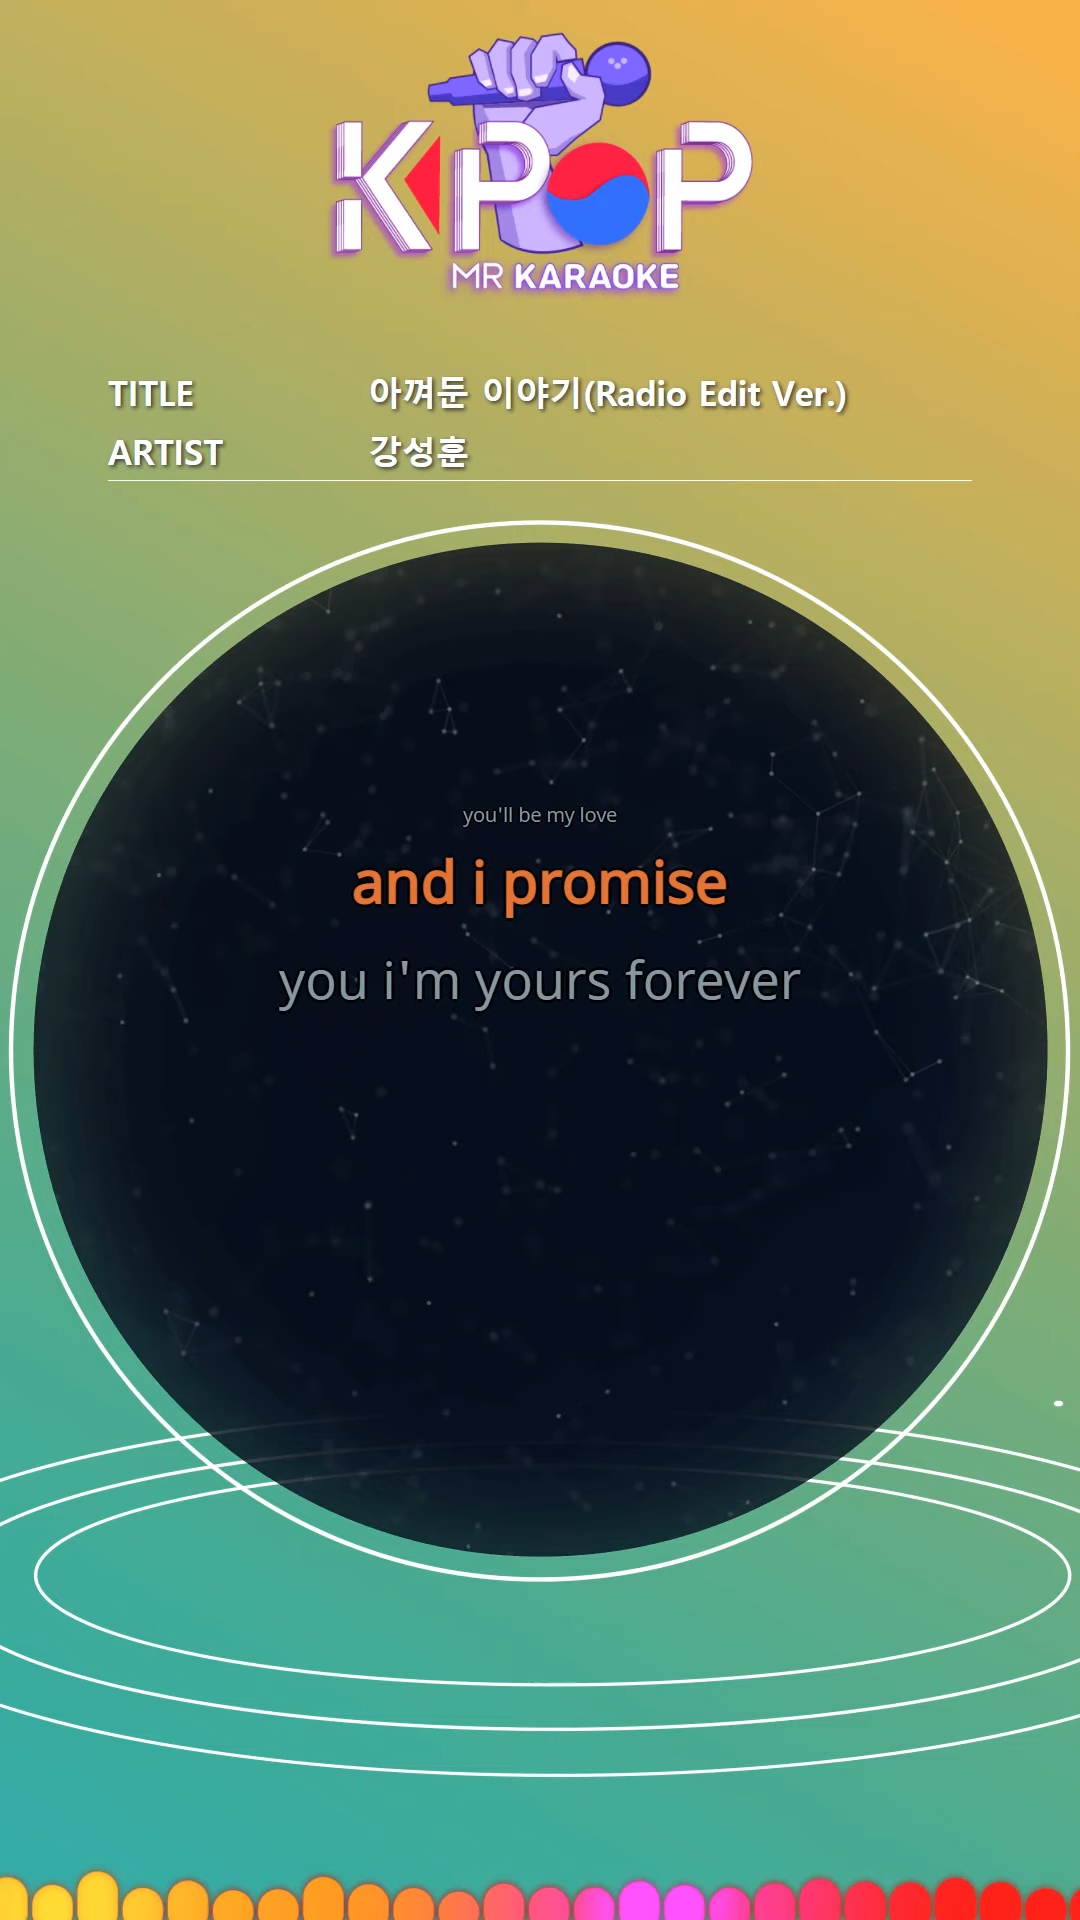 KPOP
MR KARAOKE
TITLE 아껴둔 이야기(Radio Edit Ver.)
ARTIST 강성훈
you'll be my love
and i promise
you i'm yours forever